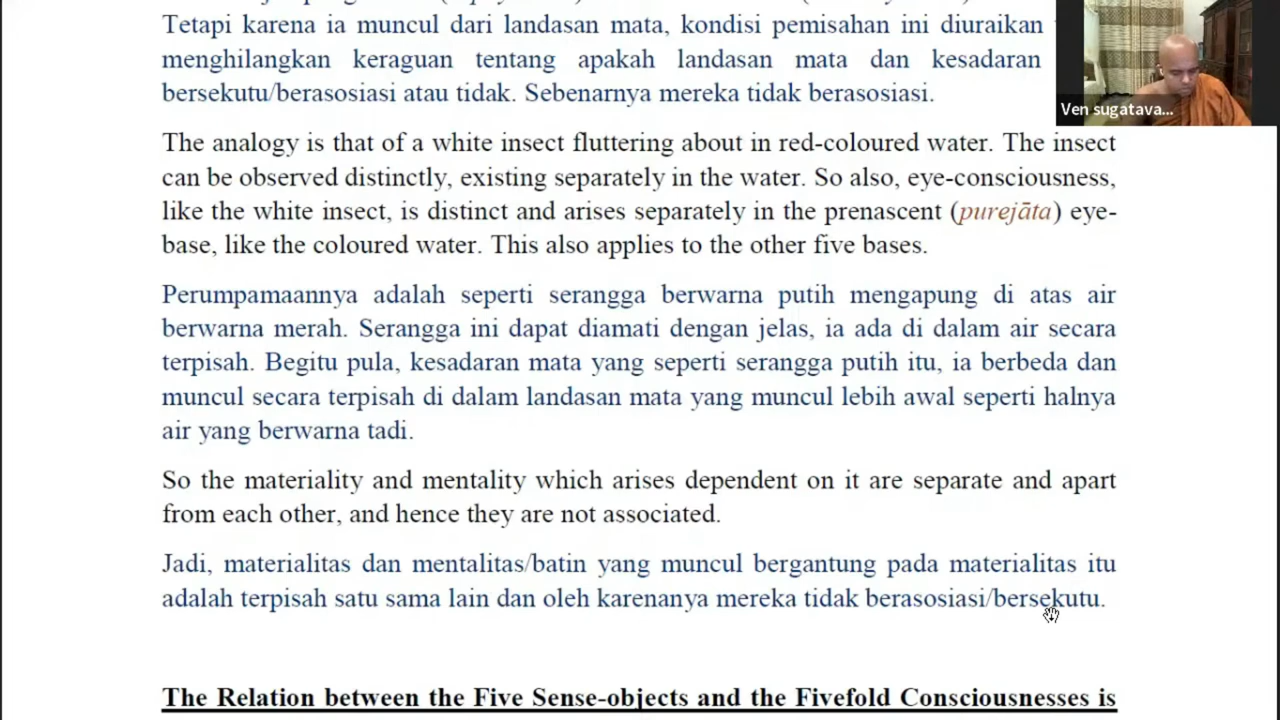 Tetapi karena ia muncul dari landasan mata, kondisi pemisahan ini diuraikan
menghilangkan keraguan tentang apakah landasan mata dan kesadaran
bersekutu/berasosiasi atau tidak. Sebenarnya mereka tidak berasosiasi.
Ven sugatava...
The analogy is that of a white insect fluttering about in red-coloured water. The insect
can be observed distinctly, existing separately in the water. So also, eye-consciousness,
like the white insect, is distinct and arises separately in the prenascent (purejāta) eye-
base, like the coloured water. This also applies to the other five bases.
Perumpamaannya adalah seperti serangga berwarna putih mengapung di atas air
berwarna merah. Serangga ini dapat diamati dengan jelas, ia ada di dalam air secara
terpisah. Begitu pula, kesadaran mata yang seperti serangga putih itu, ia berbeda dan
muncul secara terpisah di dalam landasan mata yang muncul lebih awal seperti halnya
air yang berwarna tadi.
So the materiality and mentality which arises dependent on it are separate and apart
from each other, and hence they are not associated.
Jadi, materialitas dan mentalitas/batin yang muncul bergantung pada materialitas itu
adalah terpisah satu sama lain dan oleh karenanya mereka tidak berasosiasi/bersekutu.
The Relation between the Five Sense-objects and the Fivefold Consciousnesses is